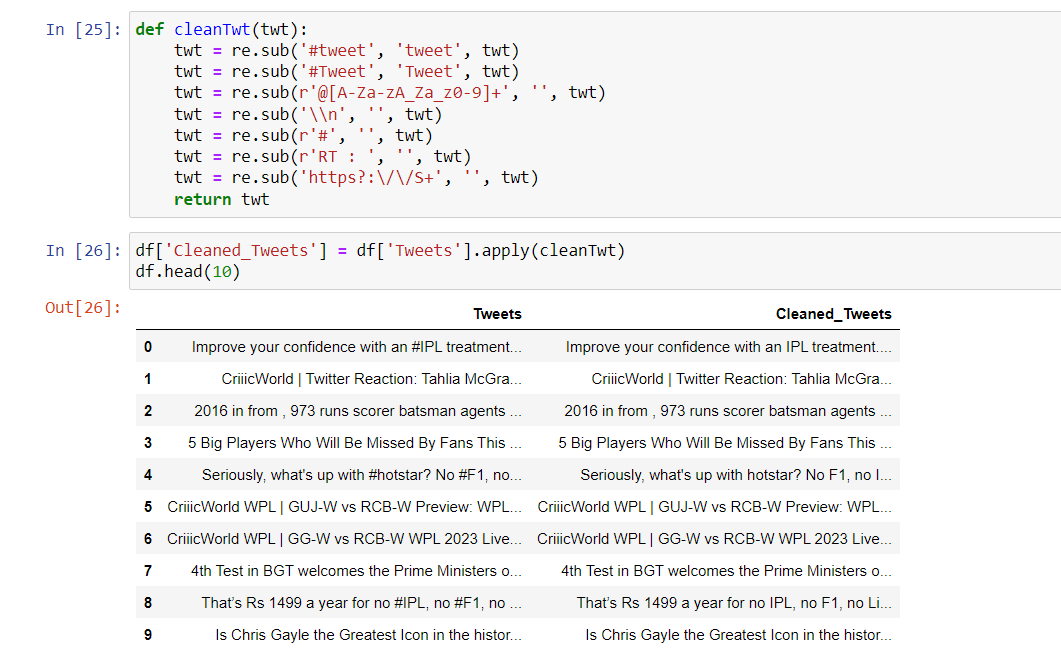 In [25]: def cleanTwt(twt):
    twt = re.sub('#tweet', 'tweet', twt)
    twt = re.sub('#Tweet', 'Tweet', twt)
    twt = re.sub(r'@[A-Za-zA_Za_z0-9]+', '', twt)
    twt = re.sub('\\n', '', twt)
    twt = re.sub(r'#', '', twt)
    twt = re.sub(r'RT : ', '', twt)
    twt = re.sub('https?:\/\/S+', '', twt)
    return twt
In [26]: df['Cleaned_Tweets'] = df['Tweets'].apply(cleanTwt)
df.head(10)
Out[26]:
Tweets Cleaned_Tweets
0 Improve your confidence with an #IPL treatment... Improve your confidence with an IPL treatment....
1 CriiicWorld | Twitter Reaction: Tahlia McGra... CriiicWorld | Twitter Reaction: Tahlia McGra...
2 2016 in from , 973 runs scorer batsman agents ... 2016 in from , 973 runs scorer batsman agents ...
3 5 Big Players Who Will Be Missed By Fans This ... 5 Big Players Who Will Be Missed By Fans This ...
4 Seriously, what's up with #hotstar? No #F1, no... Seriously, what's up with hotstar? No F1, no I...
5 CriiicWorld WPL | GUJ-W vs RCB-W Preview: WPL... CriiicWorld WPL | GUJ-W vs RCB-W Preview: WPL...
6 CriiicWorld WPL | GG-W vs RCB-W WPL 2023 Live... CriiicWorld WPL | GG-W vs RCB-W WPL 2023 Live...
7 4th Test in BGT welcomes the Prime Ministers o... 4th Test in BGT welcomes the Prime Ministers o...
8 That's Rs 1499 a year for no #IPL, no #F1, no ... That's Rs 1499 a year for no IPL, no F1, no Li...
9 Is Chris Gayle the Greatest Icon in the histor... Is Chris Gayle the Greatest Icon in the histor...